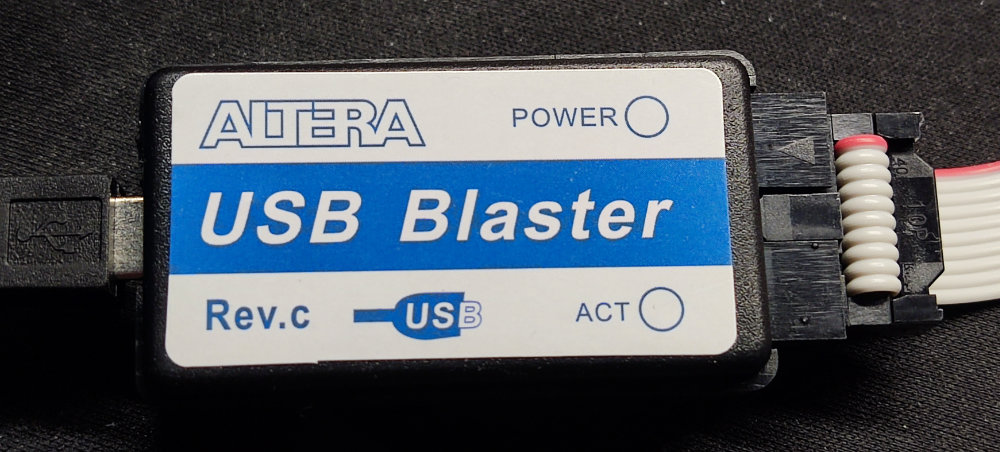 ALTERA
POWER
USB Blaster
Rev.c
USB
ACT